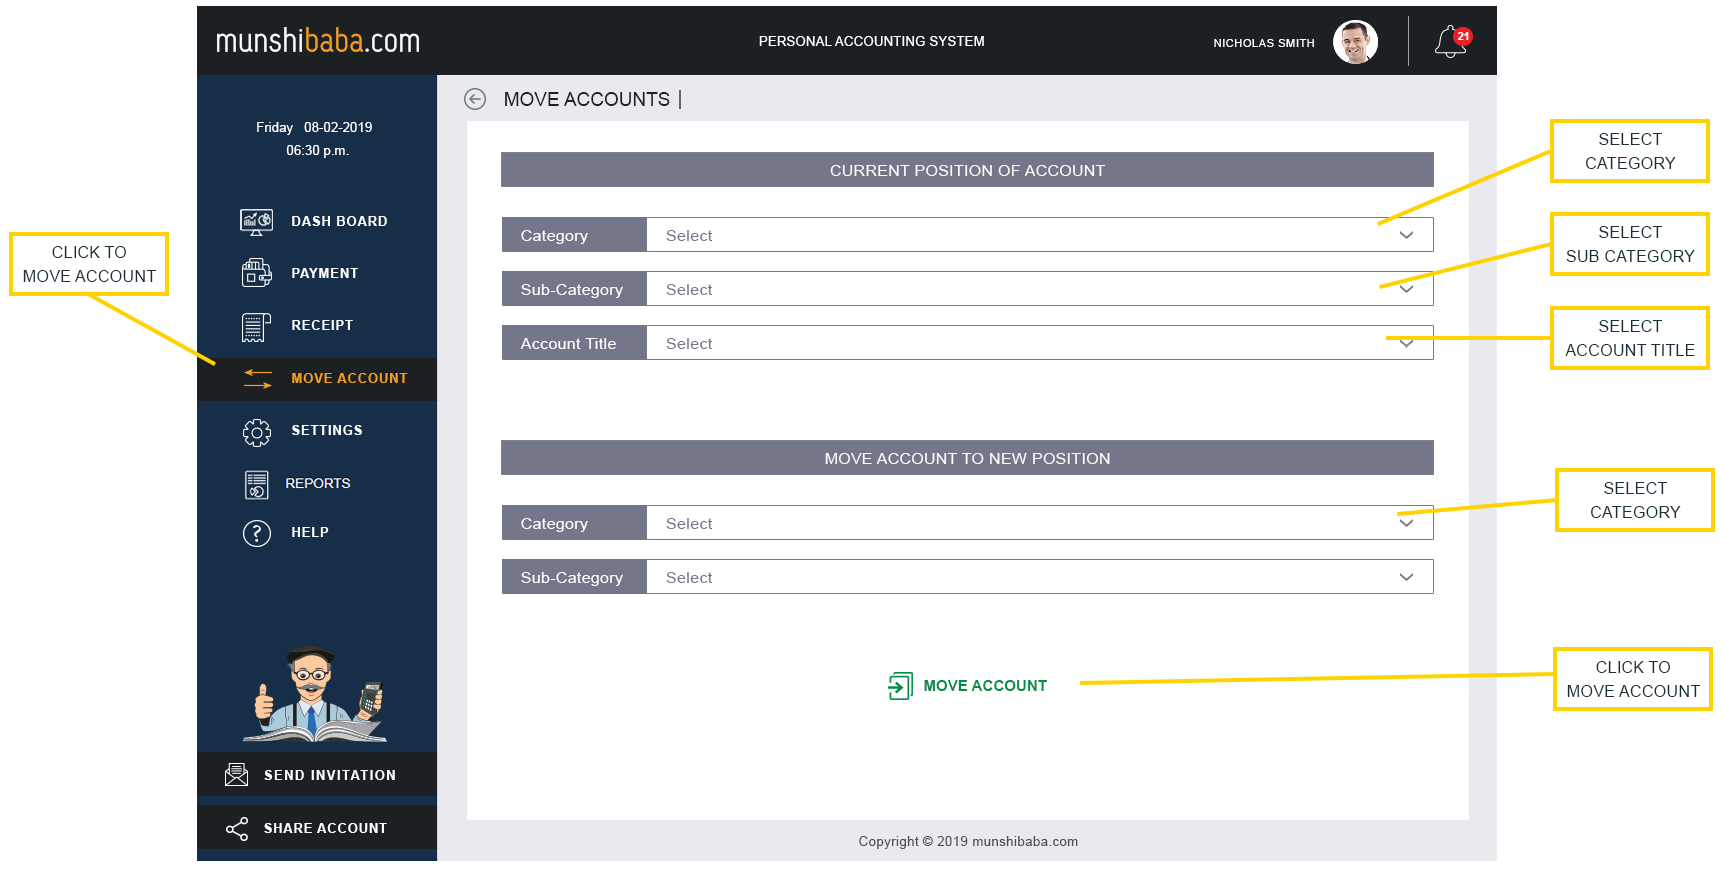 munshibaba.com
PERSONAL ACCOUNTING SYSTEM
NICHOLAS SMITH
21
Friday 08-02-2019
06:30 p.m.
DASH BOARD
PAYMENT
RECEIPT
MOVE ACCOUNT
SETTINGS
REPORTS
HELP
SEND INVITATION
SHARE ACCOUNT
CLICK TO
MOVE ACCOUNT
MOVE ACCOUNTS |
CURRENT POSITION OF ACCOUNT
Category Select
Sub-Category Select
Account Title Select
MOVE ACCOUNT TO NEW POSITION
Category Select
Sub-Category Select
MOVE ACCOUNT
Copyright © 2019 munshibaba.com
SELECT
CATEGORY
SELECT
SUB CATEGORY
SELECT
ACCOUNT TITLE
SELECT
CATEGORY
CLICK TO
MOVE ACCOUNT